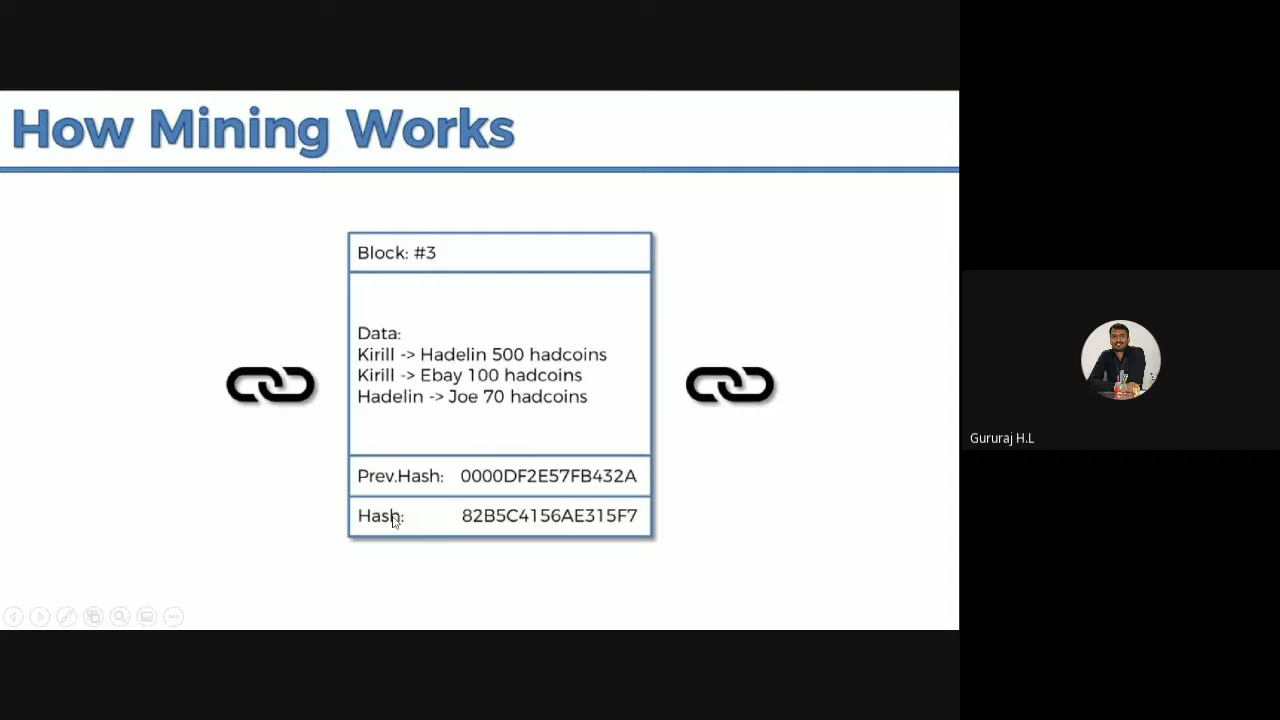 How Mining Works
Block: #3
Data:
Kirill -> Hadelin 500 hadcoins
Kirill -> Ebay 100 hadcoins
Hadelin -> Joe 70 hadcoins
Prev.Hash: 0000DF2E57FB432A
Hash: 82B5C4156AE315F7
Gururaj H.L